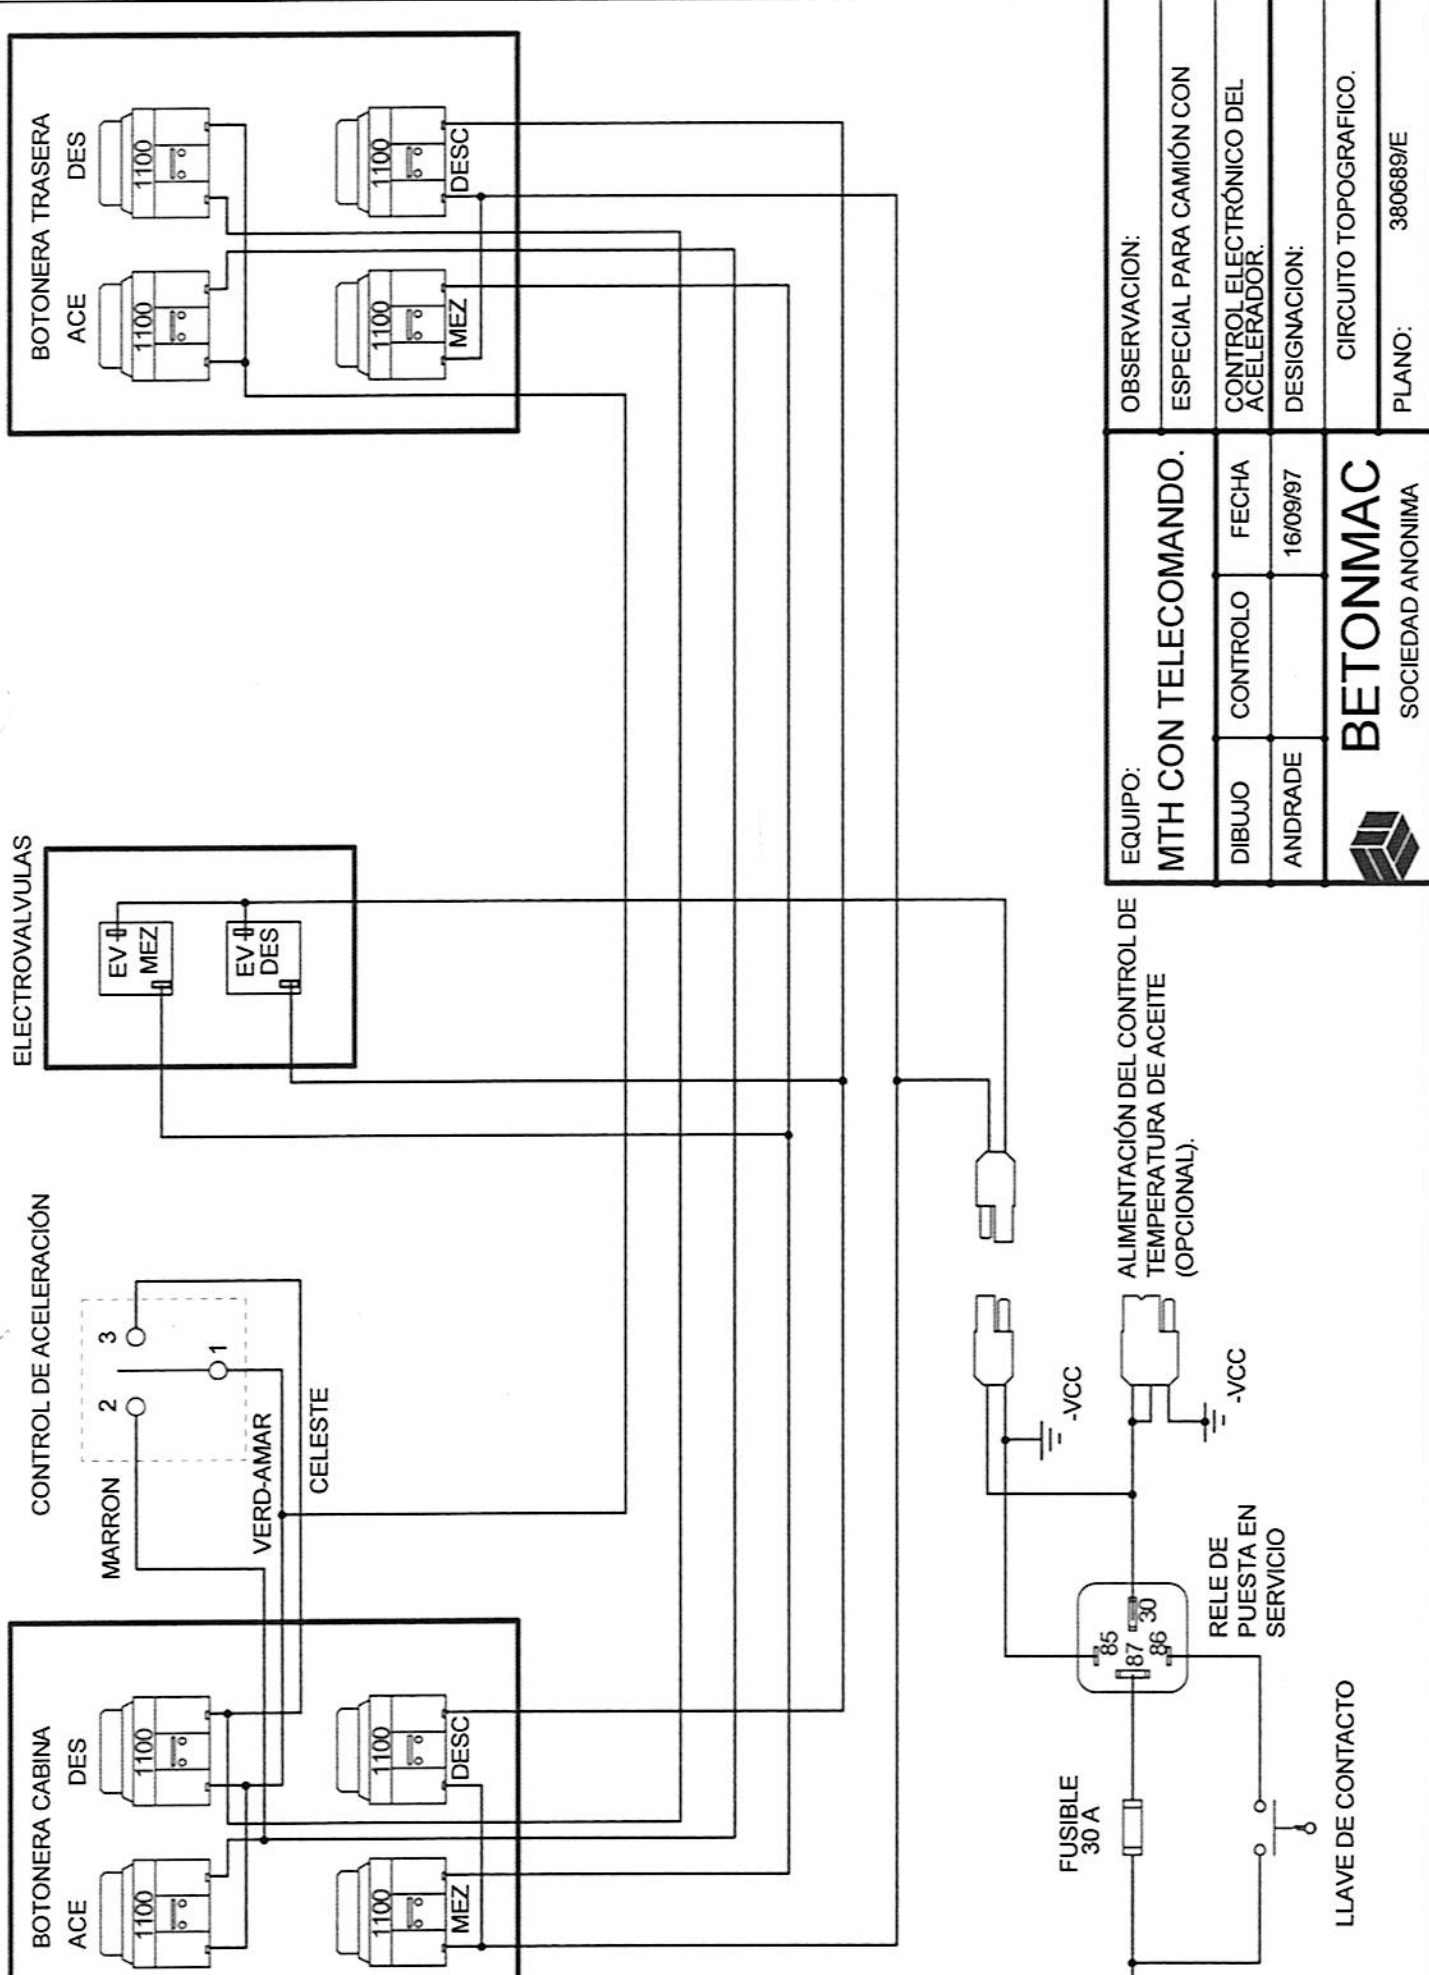 BOTONERA CABINA
ACE
DES
1100
1100
1100
1100
MEZ
DESC
CONTROL DE ACELERACIÓN
2
3
1
MARRON
VERD-AMAR
CELESTE
ELECTROVALVULAS
EV
MEZ
EV
DES
BOTONERA TRASERA
ACE
DES
1100
1100
1100
1100
MEZ
DESC
FUSIBLE
30 A
LLAVE DE CONTACTO
85
87
86
30
RELE DE
PUESTA EN
SERVICIO
-VCC
-VCC
ALIMENTACIÓN DEL CONTROL DE
TEMPERATURA DE ACEITE
(OPCIONAL).
EQUIPO:
MTH CON TELECOMANDO.
DIBUJO
CONTROLO
FECHA
ANDRADE
16/09/97
BETONMAC
SOCIEDAD ANONIMA
OBSERVACION:
ESPECIAL PARA CAMIÓN CON
CONTROL ELECTRÓNICO DEL
ACELERADOR.
DESIGNACION:
CIRCUITO TOPOGRAFICO.
PLANO:
380689/E